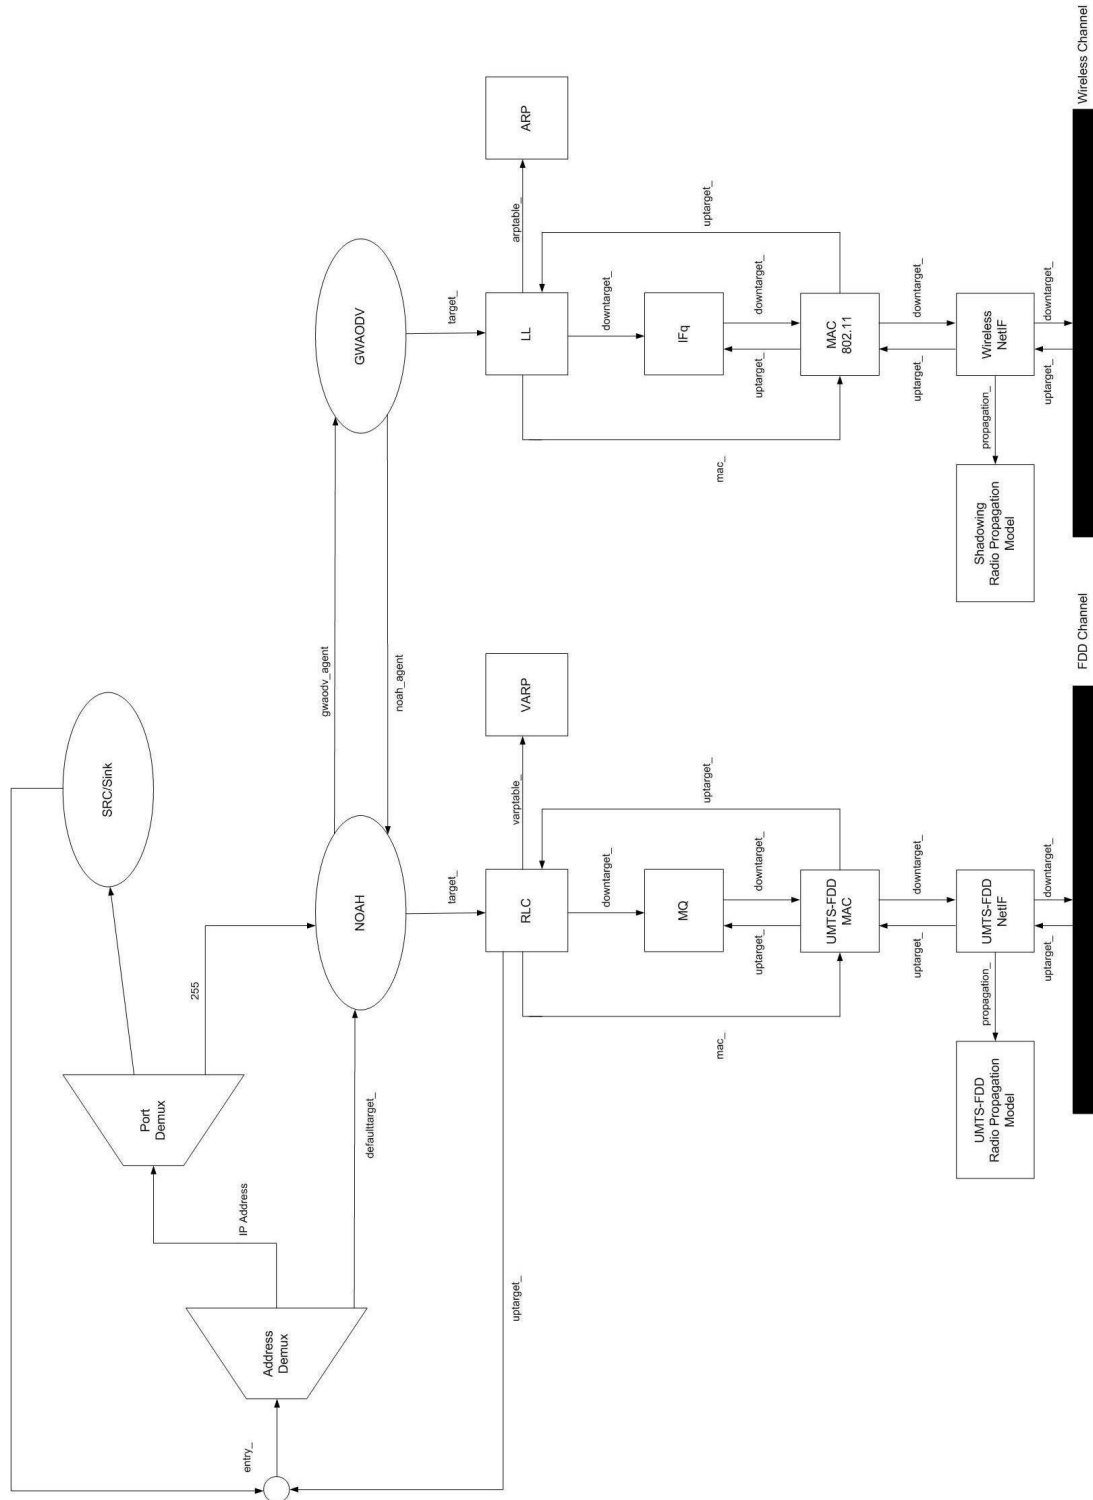 SRC/Sink
Port
Demux
255
IP Address
Address
Demux
entry_
defaulttarget_
NOAH
gwaodv_agent
noah_agent
GWAODV
target_
target_
uptarget_
RLC
varptable_
VARP
downtarget_
MQ
mac_
uptarget_
uptarget_
downtarget_
UMTS-FDD
MAC
uptarget_
downtarget_
UMTS-FDD
NetIF
propagation_
UMTS-FDD
Radio Propagation
Model
uptarget_
downtarget_
FDD Channel
LL
arptable_
ARP
downtarget_
IFq
mac_
uptarget_
uptarget_
downtarget_
MAC
802.11
uptarget_
downtarget_
Wireless
NetIF
propagation_
Shadowing
Radio Propagation
Model
uptarget_
downtarget_
Wireless Channel